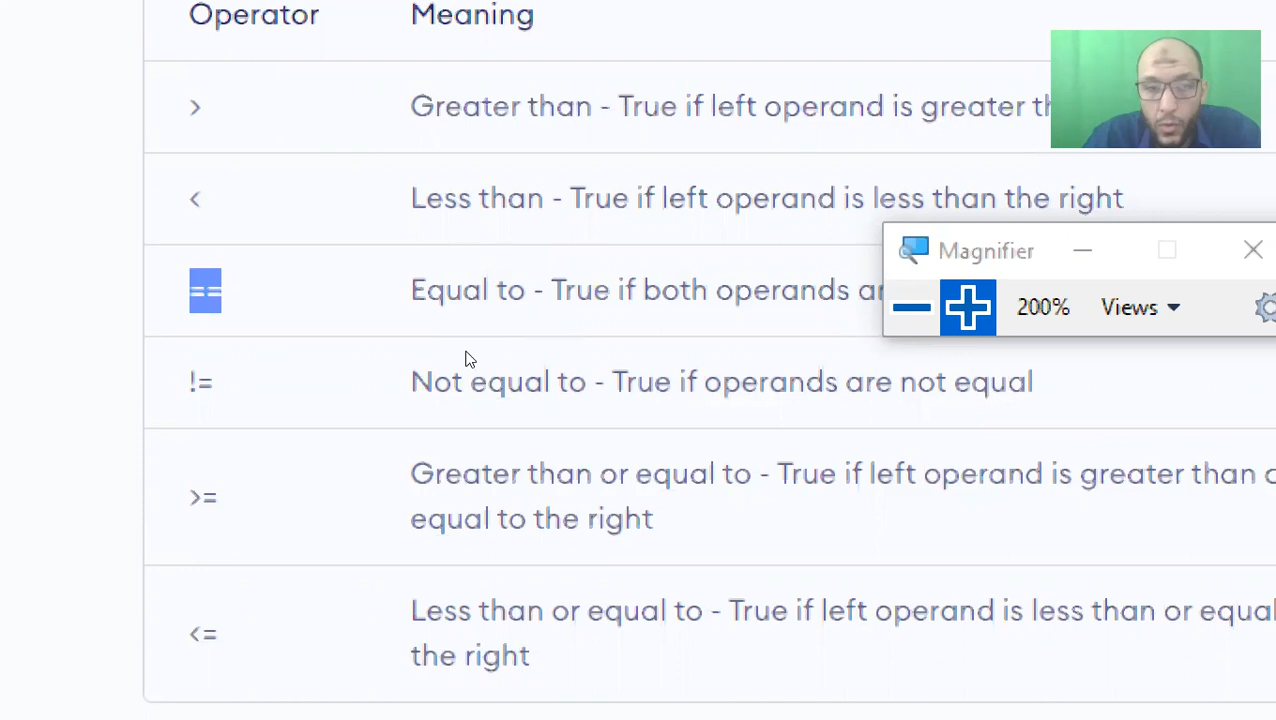 Operator Meaning
> Greater than - True if left operand is greater
< Less than - True if left operand is less than the right
Magnifier
== Equal to - True if both operands
200% Views
!= Not equal to - True if operands are not equal
>= Greater than or equal to - True if left operand is greater than
equal to the right
<= Less than or equal to - True if left operand is less than or equal
the right